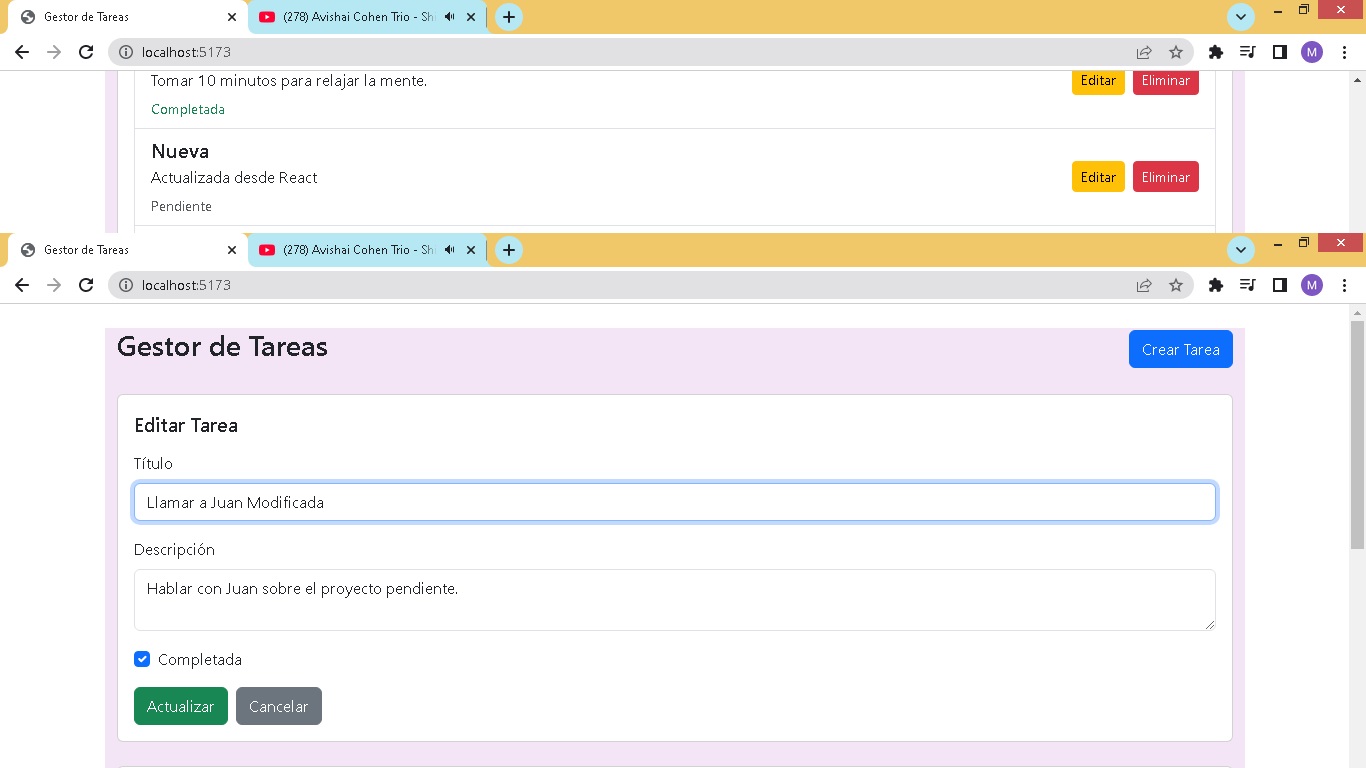 Gestor de Tareas
(278) Avishai Cohen Trio - Sh
localhost:5173
M
Tomar 10 minutos para relajar la mente.
Editar
Eliminar
Completada
Nueva
Actualizada desde React
Editar
Eliminar
Pendiente
Gestor de Tareas
(278) Avishai Cohen Trio - Sh
localhost:5173
M
Gestor de Tareas
Crear Tarea
Editar Tarea
Título
Llamar a Juan Modificada
Descripción
Hablar con Juan sobre el proyecto pendiente.
Completada
Actualizar
Cancelar